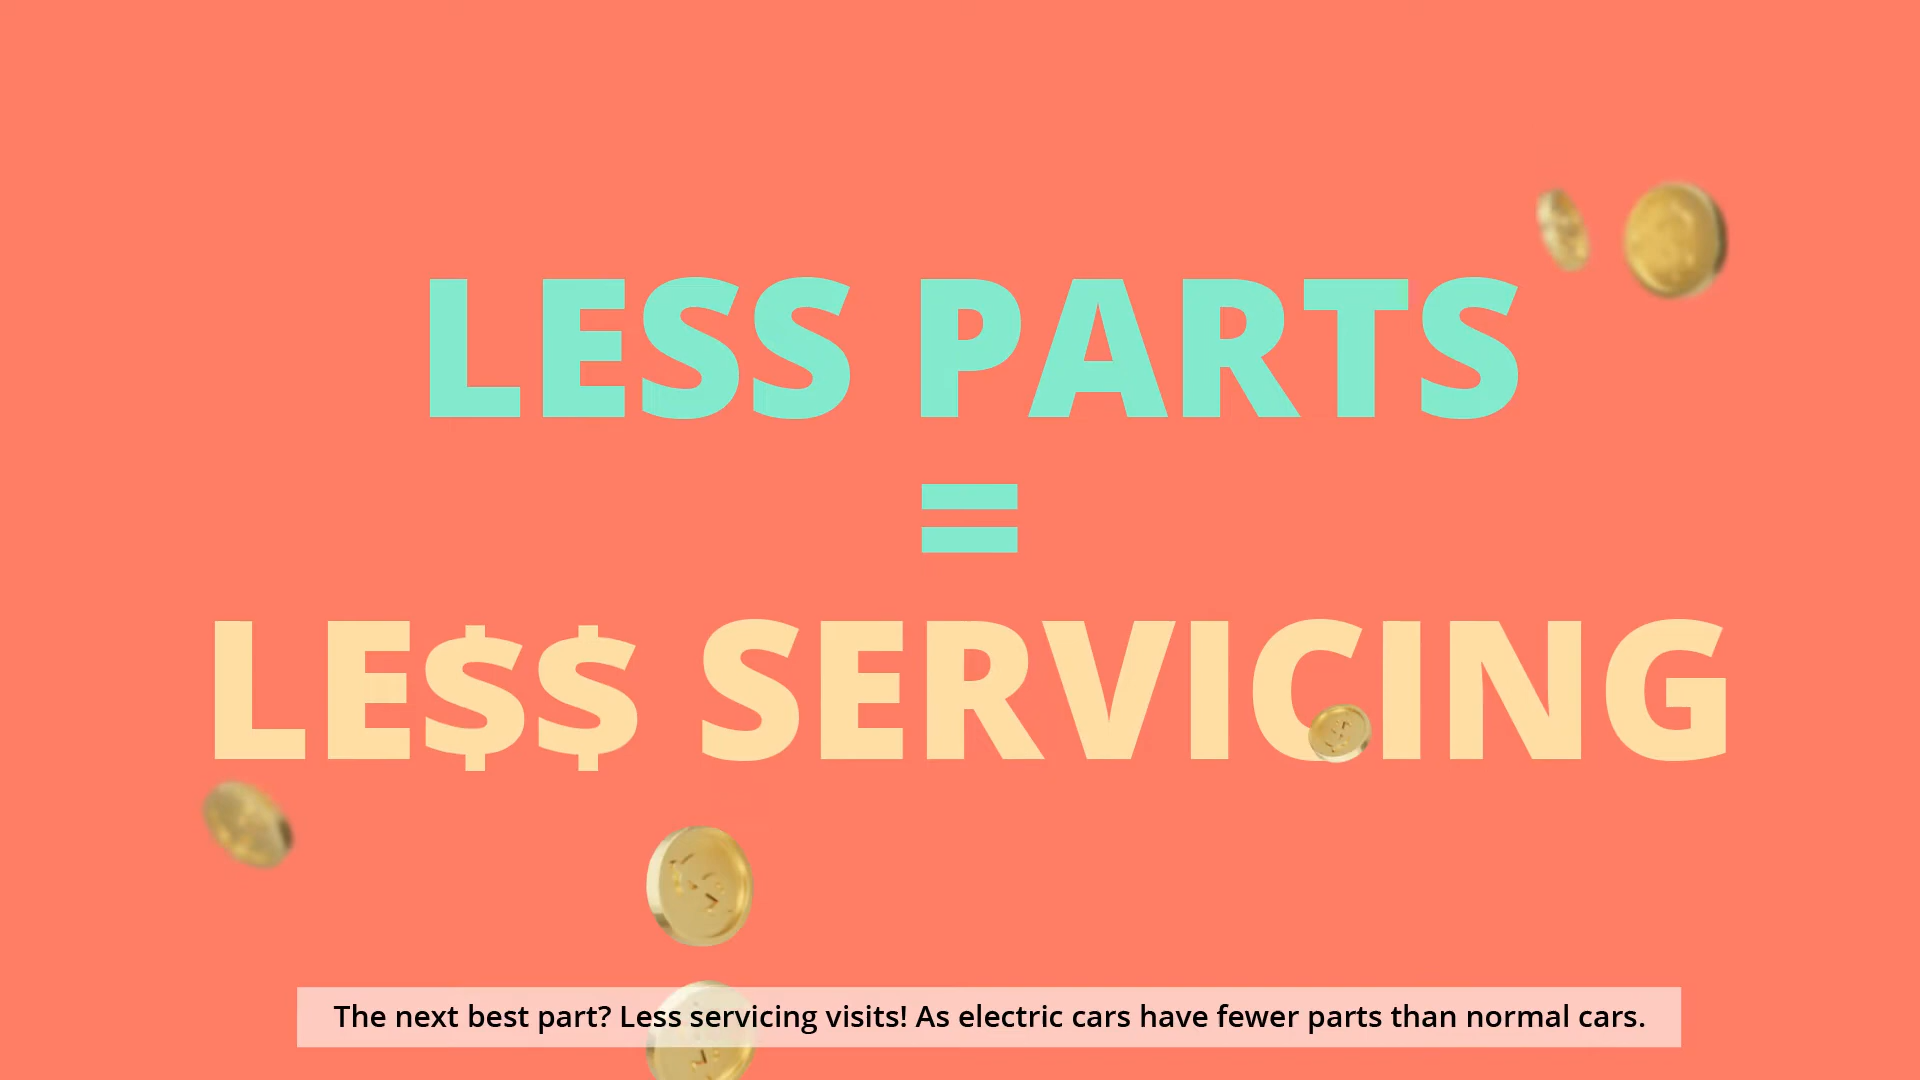 LESS PARTS
=
LE$$ SERVICING
The next best part? Less servicing visits! As electric cars have fewer parts than normal cars.